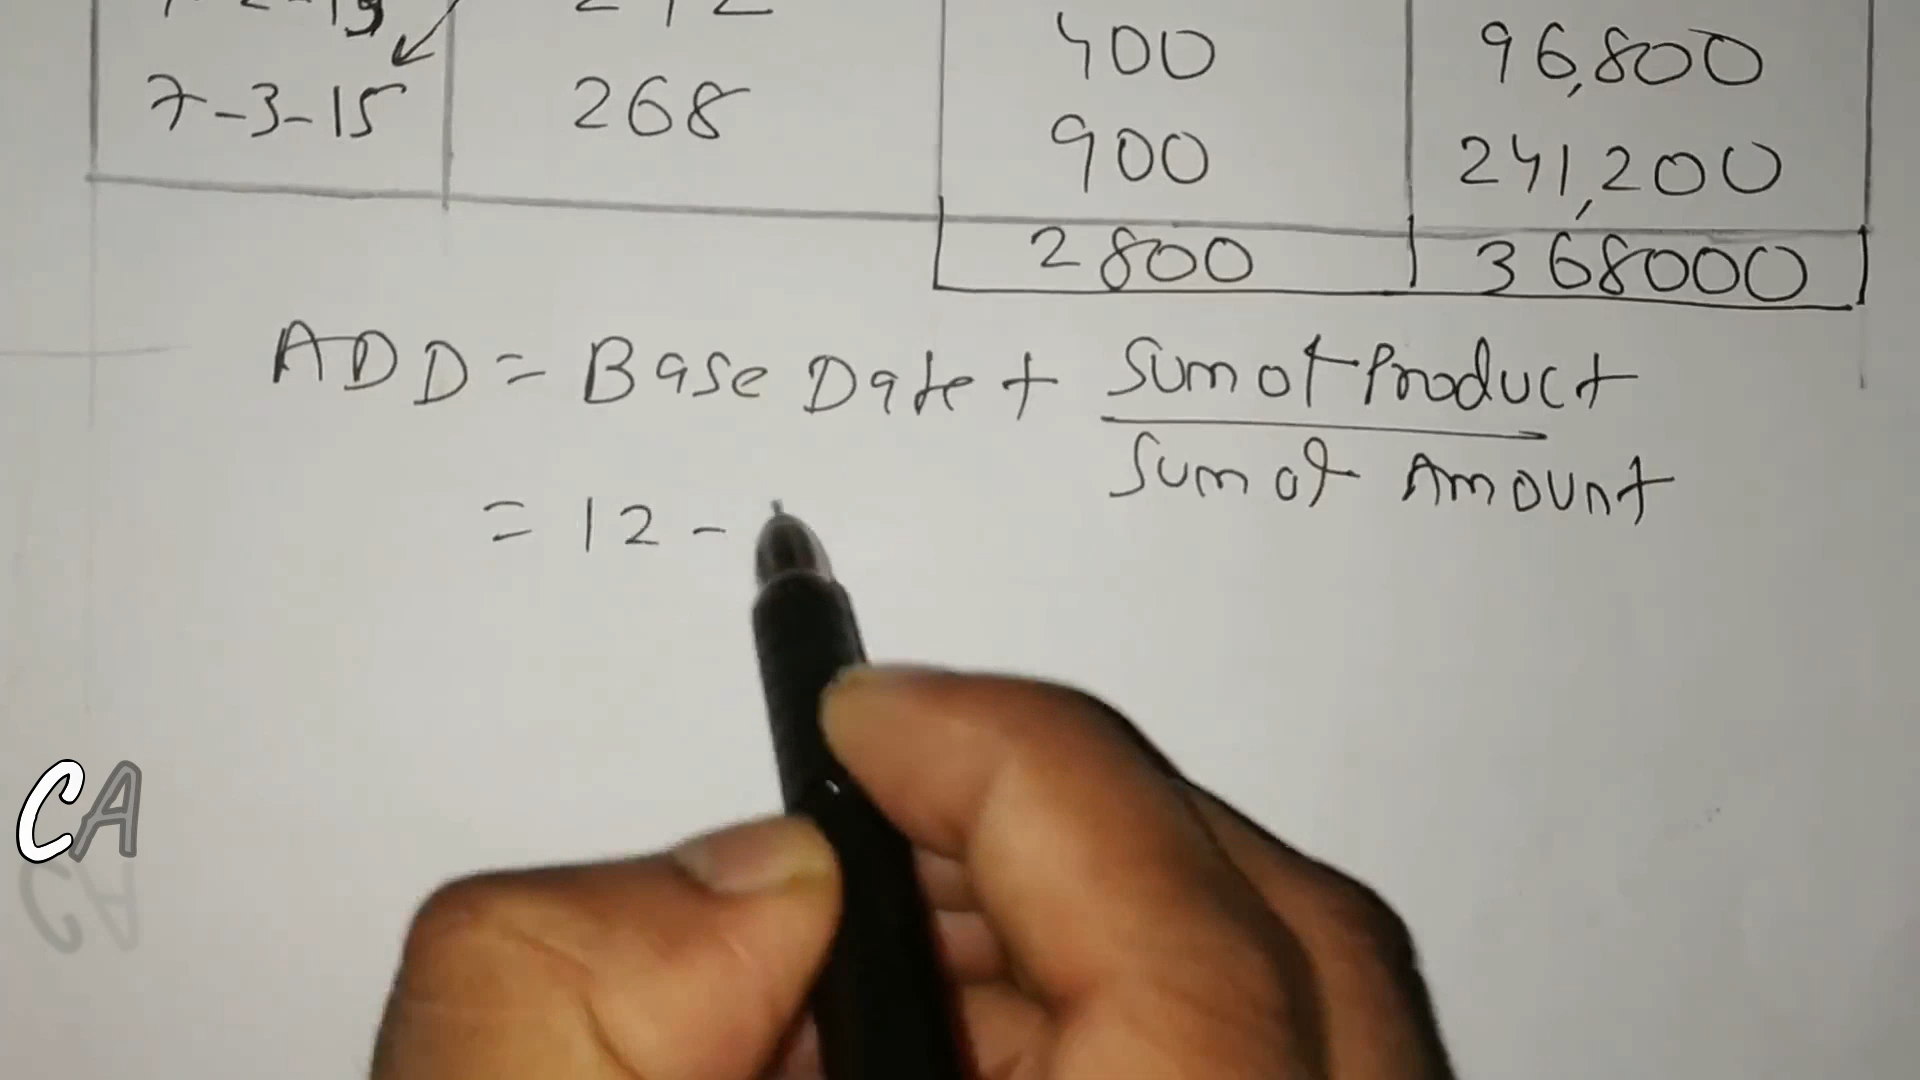 400 96,800
7-3-15 268 900 241,200
2800 368000
ADD = Base Date + Sum of Product
Sum of Amount
= 12 -
CA